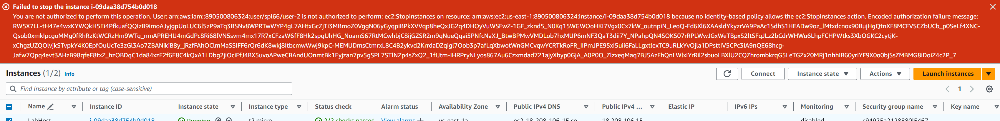 Failed to stop the instance i-09daa38d754b0d018
You are not authorized to perform this operation. User: arn:aws:iam::890500806324:user/spl66/user-2 is not authorized to perform: ec2:StopInstances on resource: arn:aws:ec2:us-east-1:890500806324:instance/i-09daa38d754b0d018 because no identity-based policy allows the ec2:StopInstances action. Encoded authorization failure message:
RW5X7LL-tH47e4wxKYWQkH5Ei4PfkuafQQIzB9imoAJyjgpUoLUC6lSzP9aTq3BSNv8WPRTwWYP4gL7AHtxGcZjTi3MBmoZ0VggN06yGyqpiBPkXVVqp8heQxJG2q4DHOyVuWSFwZ-1GF_zknd5_N0Kq15WGWOoHKI7Vgx0Cx7kW_outnpiN_LeoQ-Fd6Xl6XAAsldYkyzrVA9PaAc1SdhS1HEADw9oz_lMtxdcnox90BujHgQtnXF8MCFVSCZbUCb_p0SeLf4XNC-
Qsob0xmkIpcgoMMg0fRhRzKtWCRzHm9WTq_nmAPREHU4mGdPc8Ri68lVN5svm4mx17R7xCFzaW6fF8Hk2spqUhHG_NoamS67RtMCwhbjC8ijGZSR2m9qNueQqai5PNfcNaXJ_BtwBPMwVMDLob7hxMUP6mNF3QaT3dii7Y_NPahpQN4SOKS07rRPLWwJGxWeTBpxS2ltSFqJLz2bCdrWHWu6LhpFCHPWtks3XbOGKC2cytjK-
xChgzUZQOlvjkSTvpkY4K0EpfOuUcTe3zGl3Ao7ZBANikiB8y_jRzfFAhOClmMaSSIFF6rQr6dK8wkj8ItbcmwWwj9kpC-MEMUDmsCtmrxL8C4B2ykvd2KrrdaDZqigl7Oob3p7afLqXbwotWnGMCvqwYCRTkRoFR_IIPmJPE95xI5uii6FaLLgxtlexTC9uRLkYvOjla1DPsttIV5CPc3IA9nQE68hcg-
Jafw7Qpq4evt3AHzB98qfeF8txZ_hzOBDqC1da84xzE2f6E8C4kQxA1LDbg2jiOciFfJ4BX5uvoAPweCBAndUOnmtBk1Eyjzan7pv5gSPL7STlNZp4sZxQ2_1fIJtm-IHRPryNLyos867Au6Czxmdad721ajyXbyp0GjA_A0P0O_ZlzxeqMaq7BJ5AzFhQnLWlxIYrRil2sbuoLBXlU2CQZhrombkrqG5LeTGZx20MRj1nhhIB60yrIYF9X0o0bjSsZMBMG8iDoiZ4c2P_7
Instances (1/2) Info
Connect Instance state Actions Launch instances
Find Instance by attribute or tag (case-sensitive)
1
Name Instance ID Instance state Instance type Status check Alarm status Availability Zone Public IPv4 DNS Public IPv4 ... Elastic IP IPv6 IPs Monitoring Security group name Key name
LabHost i-09daa38d754b0d018 Running t2.micro 2/2 checks passed View alarms + us-east-1a ec2-18-208-106-15.co... 18.208.106.15 – – disabled c94925a2128880l5467... –